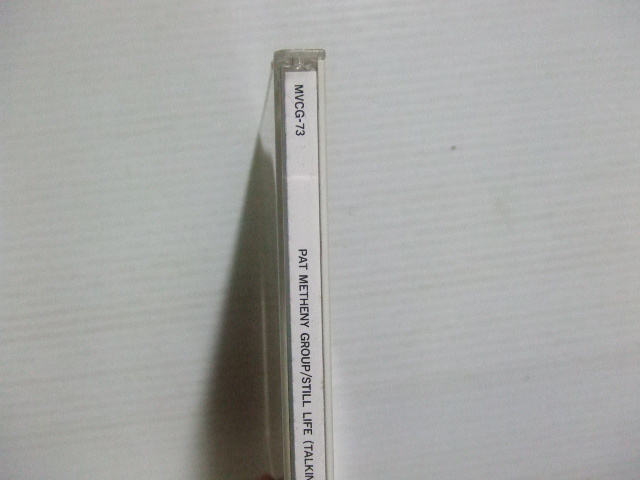 MVCG-73
PAT METHENY GROUP/STILL LIFE (TALKIN